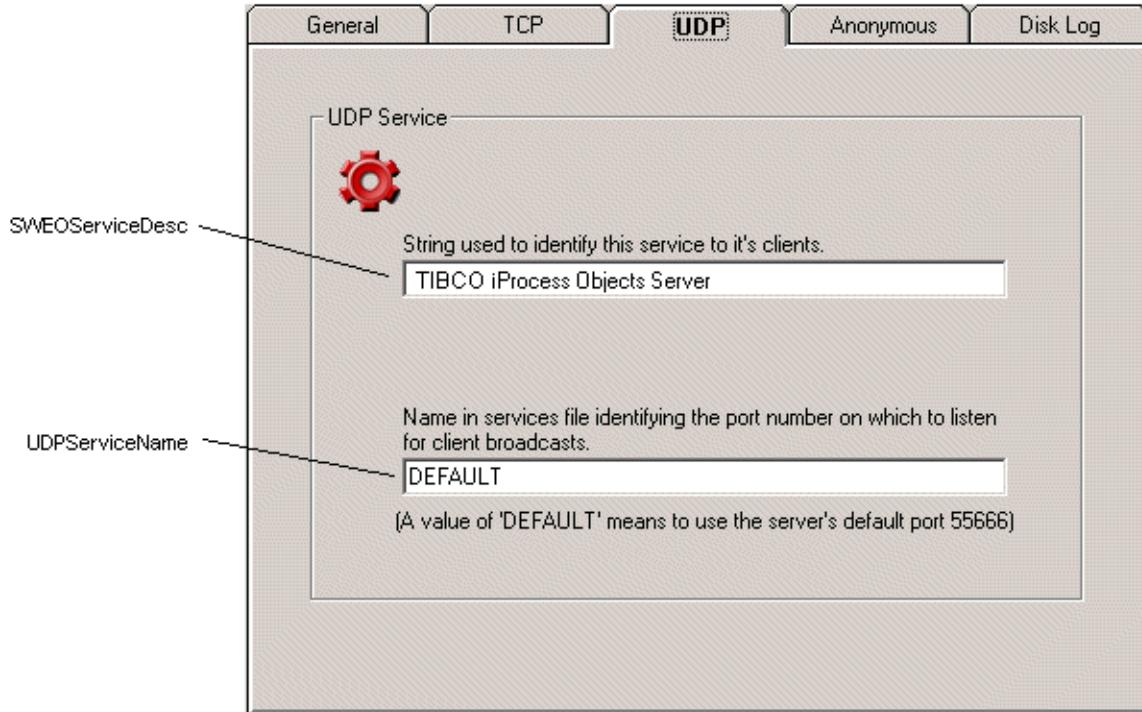 General
TCP
UDP
Anonymous
Disk Log
UDP Service
SWEOServiceDesc
String used to identify this service to it's clients.
TIBCO iProcess Objects Server
Name in services file identifying the port number on which to listen
for client broadcasts.
UDPServiceName
DEFAULT
(A value of 'DEFAULT' means to use the server's default port 55666)